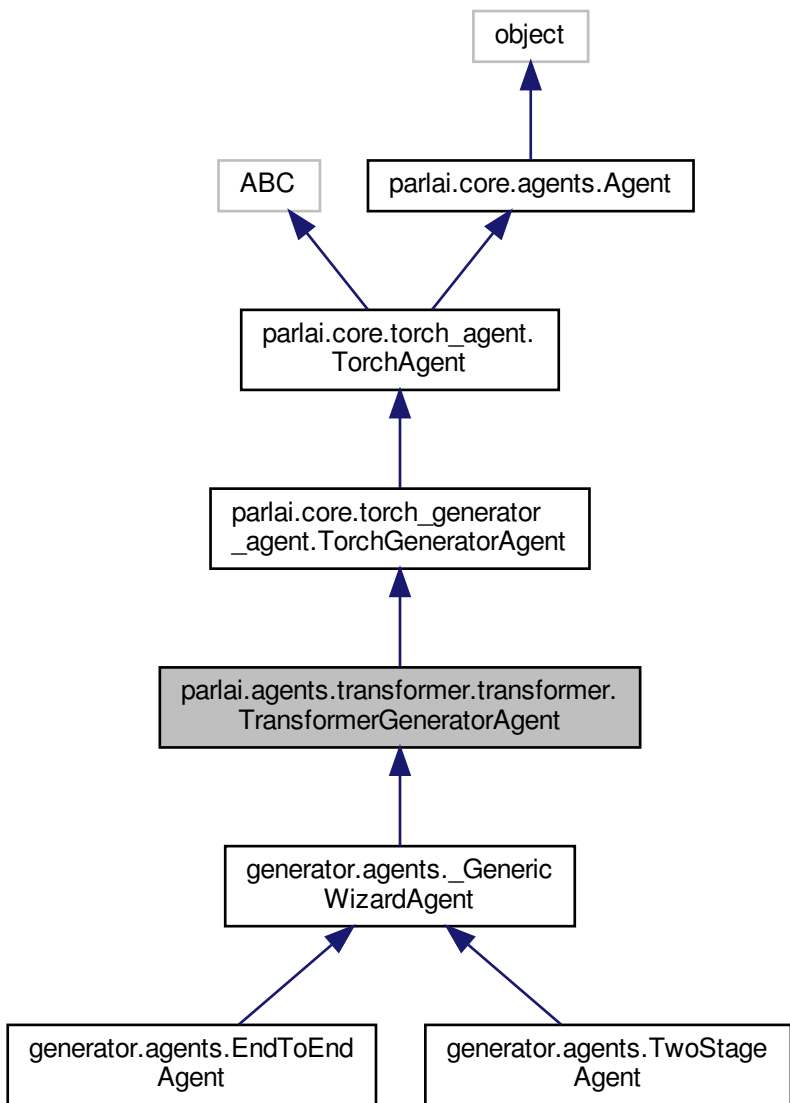 object
ABC
parlai.core.agents.Agent
parlai.core.torch_agent.
TorchAgent
parlai.core.torch_generator
_agent.TorchGeneratorAgent
parlai.agents.transformer.transformer.
TransformerGeneratorAgent
generator.agents._Generic
WizardAgent
generator.agents.EndToEnd
Agent
generator.agents.TwoStage
Agent